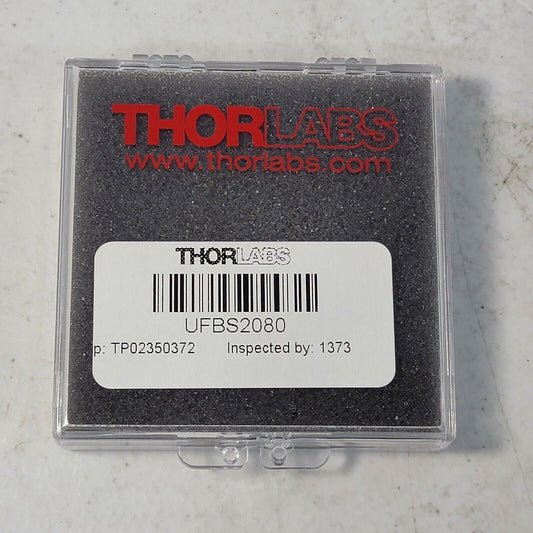 THORLABS
www.thorlabs.com
THORLABS
UFBS2080
p: TP02350372 Inspected by: 1373